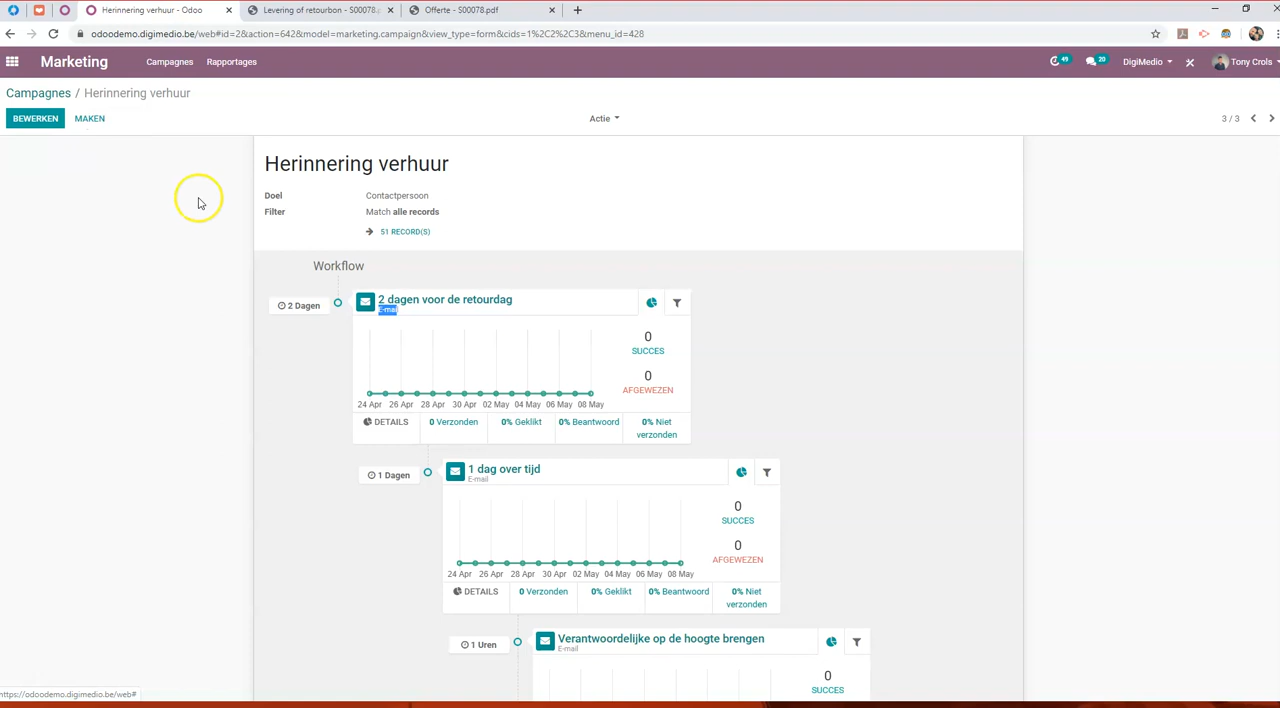 Herinnering verhuur - Odoo
Levering of retourbon - S00078.p
Offerte - S00078.pdf
odoodemo.digimedio.be/web#id=2&action=642&model=marketing.campaign&view_type=form&cids=1%2C2%2C3&menu_id=428
Marketing Campagnes Rapportages 49 20 DigiMedio Tony Crols
Campagnes / Herinnering verhuur
BEWERKEN MAKEN Actie 3 / 3
Herinnering verhuur
Doel Contactpersoon
Filter Match alle records
51 RECORD(S)
Workflow
2 Dagen
2 dagen voor de retourdag
E-mail
0
SUCCES
0
AFGEWEZEN
24 Apr 26 Apr 28 Apr 30 Apr 02 May 04 May 06 May 08 May
DETAILS 0 Verzonden 0% Geklikt 0% Beantwoord 0% Niet
verzonden
1 Dagen
1 dag over tijd
E-mail
0
SUCCES
0
AFGEWEZEN
24 Apr 26 Apr 28 Apr 30 Apr 02 May 04 May 06 May 08 May
DETAILS 0 Verzonden 0% Geklikt 0% Beantwoord 0% Niet
verzonden
1 Uren
Verantwoordelijke op de hoogte brengen
E-mail
0
SUCCES
https://odoodemo.digimedio.be/web#